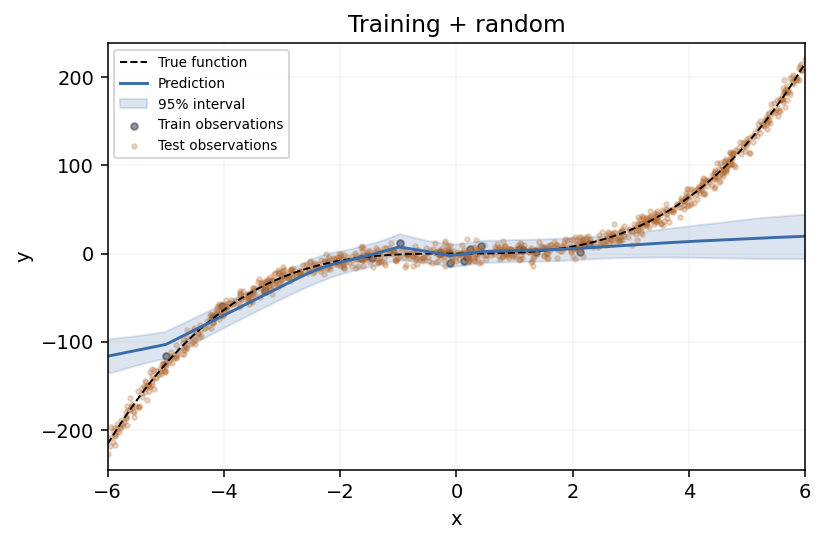 Training + random
True function
Prediction
95% interval
Train observations
Test observations
200
100
0
−100
−200
y
−6
−4
−2
0
2
4
6
x